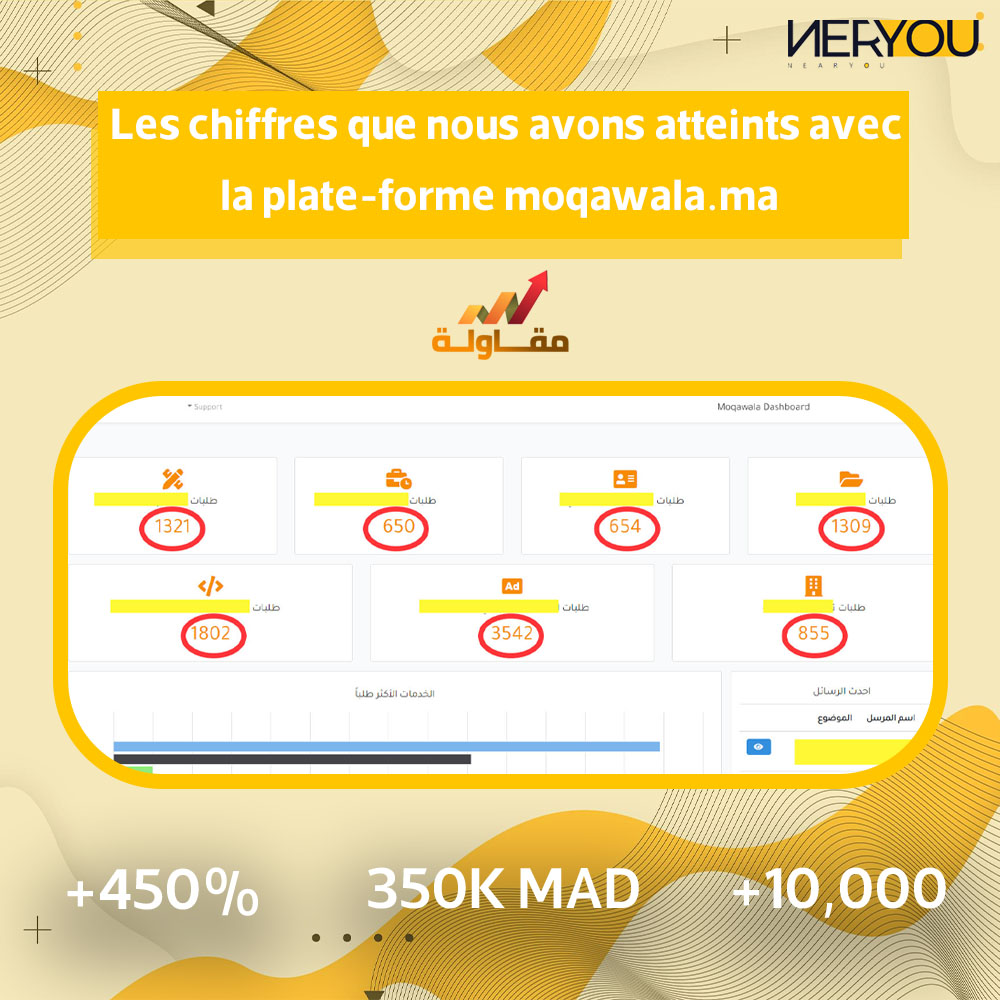 NERYOU
NEARYOU
Les chiffres que nous avons atteints avec
la plate-forme moqawala.ma
مقاولة
Support
Moqawala Dashboard
طلبات
طلبات
طلبات
طلبات
1321
650
654
1309
Ad
طلبات
طلبات
طلبات
1802
3542
855
الخدمات الأكثر طلباً
احدث الرسائل
اسم المرسل الموضوع
+450%
350K MAD
+10,000